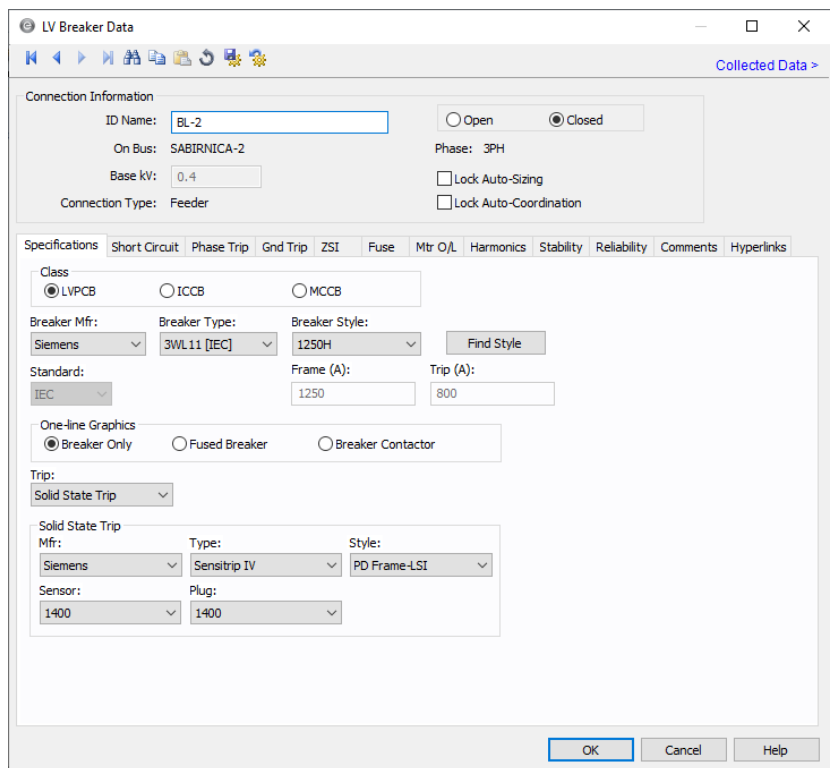 LV Breaker Data
Collected Data >
Connection Information
ID Name: BL-2 Open Closed
On Bus: SABIRNICA-2 Phase: 3PH
Base kV: 0.4 Lock Auto-Sizing
Connection Type: Feeder Lock Auto-Coordination
Specifications Short Circuit Phase Trip Gnd Trip ZSI Fuse Mtr O/L Harmonics Stability Reliability Comments Hyperlinks
Class
LVPCB ICCB MCCB
Breaker Mfr: Breaker Type: Breaker Style:
Siemens 3WL11 [IEC] 1250H Find Style
Standard: Frame (A): Trip (A):
IEC 1250 800
One-line Graphics
Breaker Only Fused Breaker Breaker Contactor
Trip:
Solid State Trip
Solid State Trip
Mfr: Type: Style:
Siemens Sensitrip IV PD Frame-LSI
Sensor: Plug:
1400 1400
OK Cancel Help